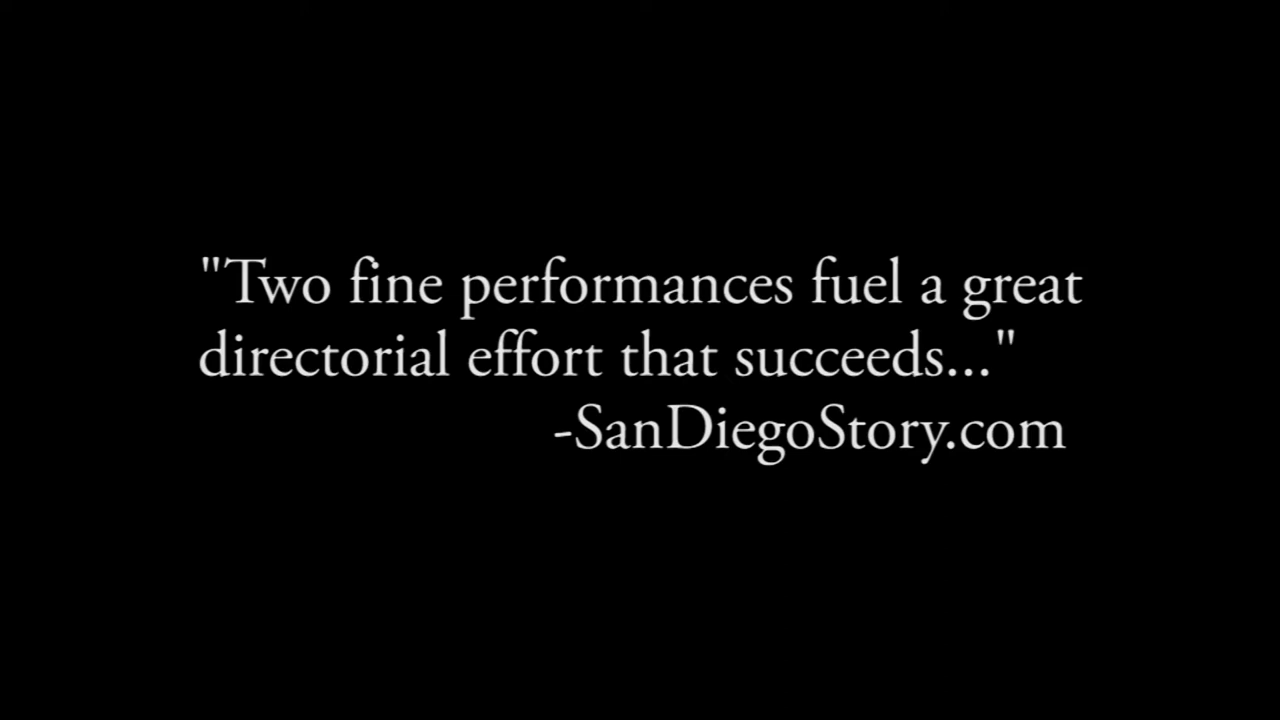 "Two fine performances fuel a great
directorial effort that succeeds..."
-SanDiegoStory.com